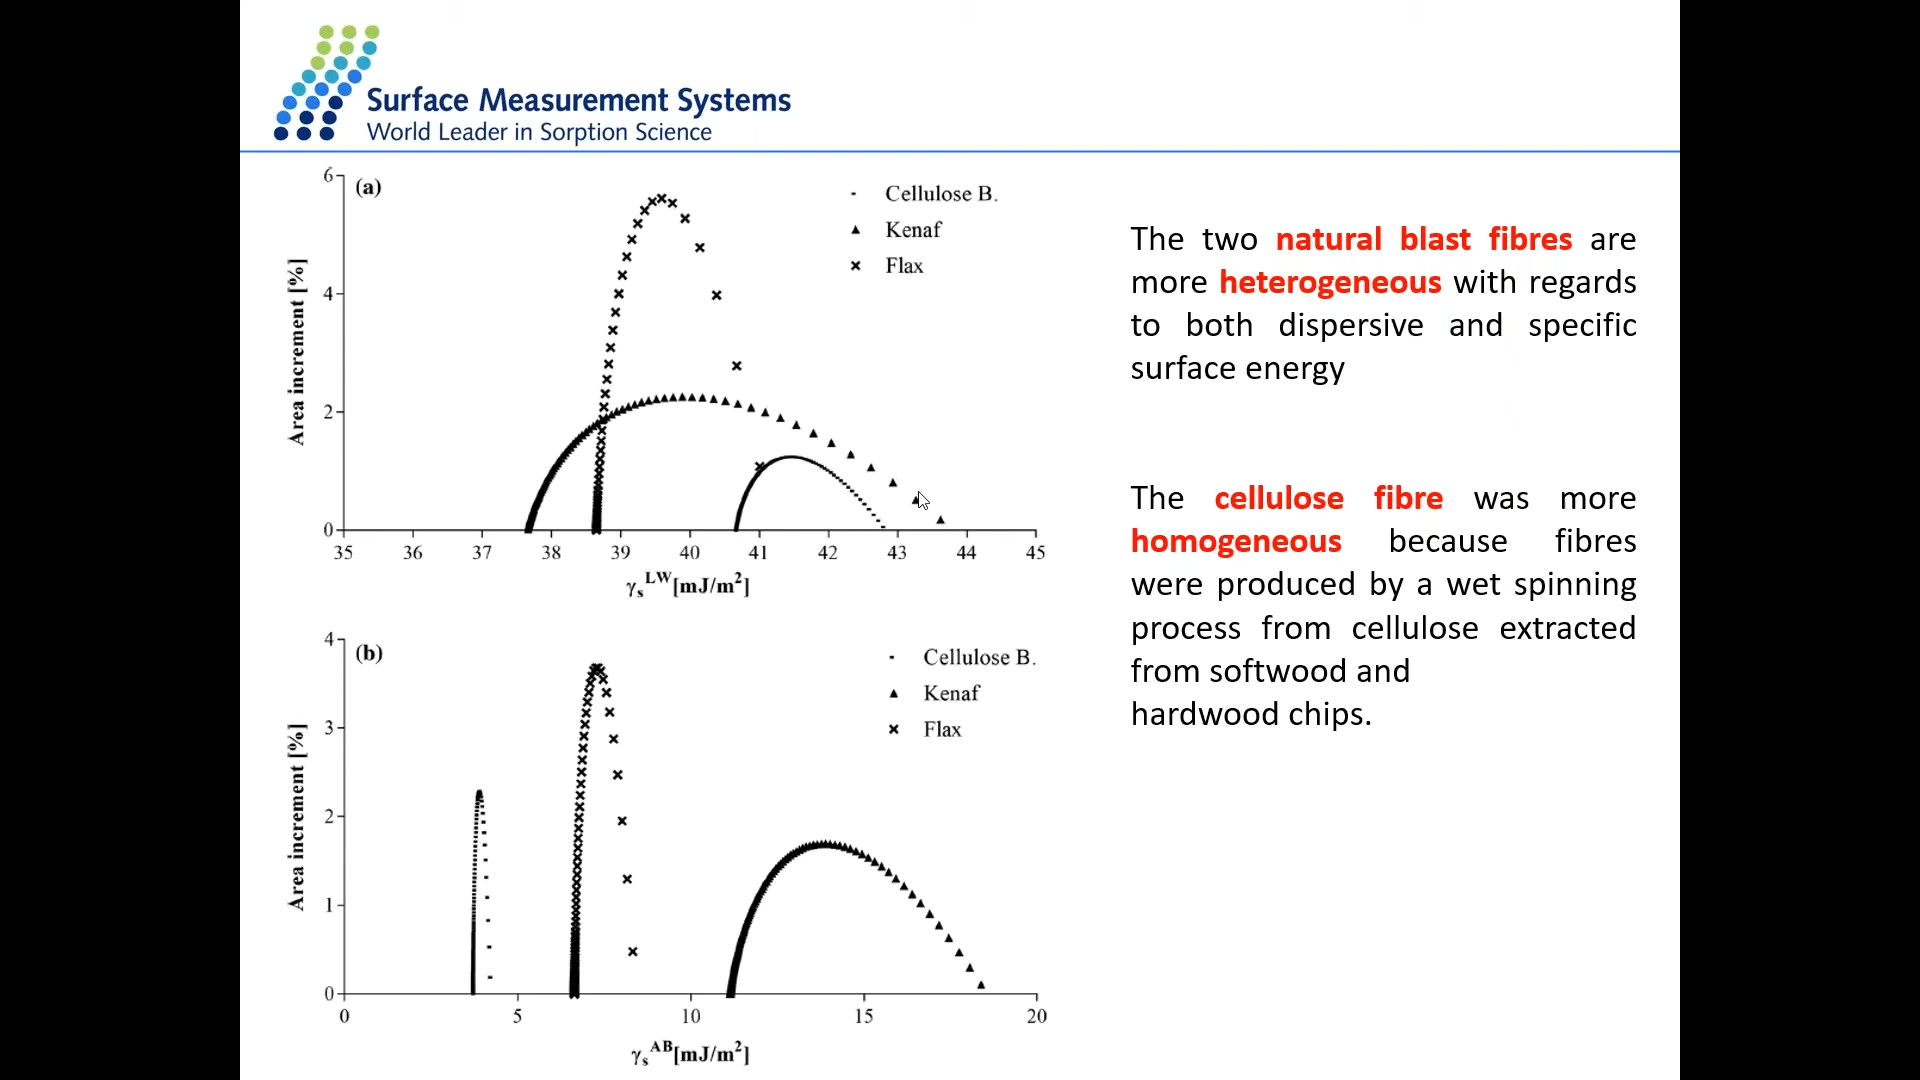 Surface Measurement Systems
World Leader in Sorption Science
(a)
Cellulose B.
Kenaf
Flax
Area increment [%]
6
4
2
0
35 36 37 38 39 40 41 42 43 44 45
γsLW[mJ/m2]
(b)
Cellulose B.
Kenaf
Flax
Area increment [%]
4
3
2
1
0
0 5 10 15 20
γsAB[mJ/m2]
The two natural blast fibres are
more heterogeneous with regards
to both dispersive and specific
surface energy
The cellulose fibre was more
homogeneous because fibres
were produced by a wet spinning
process from cellulose extracted
from softwood and
hardwood chips.